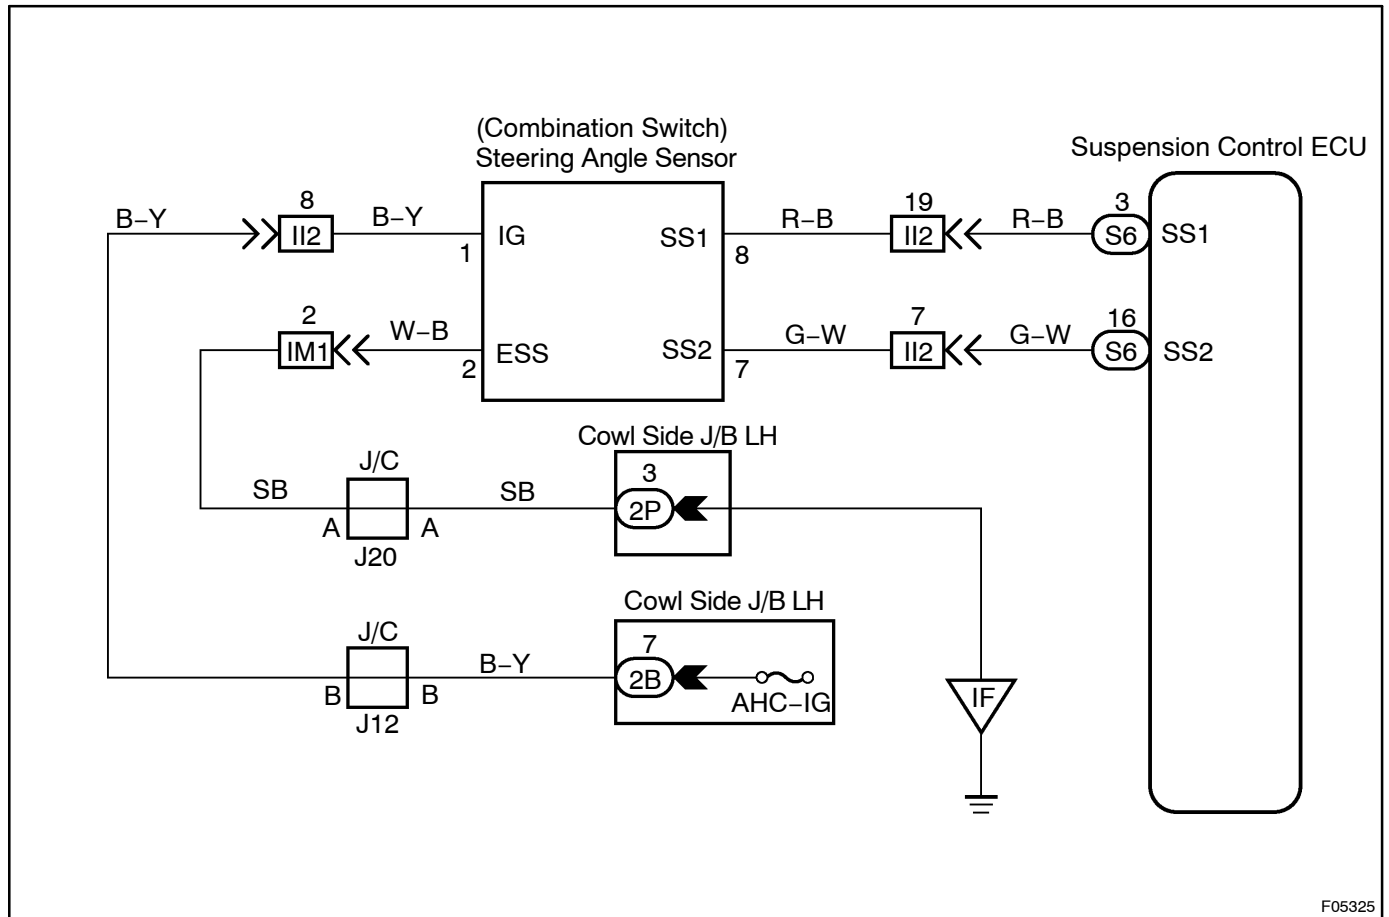 (Combination Switch)
Steering Angle Sensor
Suspension Control ECU
B–Y
8
II2
B–Y
1
IG
SS1
8
R–B
19
II2
R–B
3
S6
SS1
2
IM1
W–B
2
ESS
SS2
7
G–W
7
II2
G–W
16
S6
SS2
Cowl Side J/B LH
J/C
SB
A
A
J20
SB
3
2P
Cowl Side J/B LH
J/C
B
B
J12
B–Y
7
2B
AHC–IG
IF
F05325